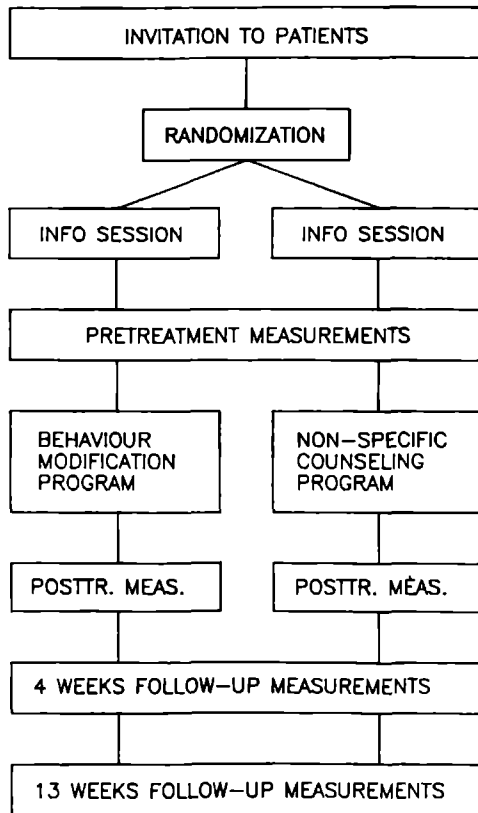 INVITATION TO PATIENTS
RANDOMIZATION
INFO SESSION
INFO SESSION
PRETREATMENT MEASUREMENTS
BEHAVIOUR
MODIFICATION
PROGRAM
NON-SPECIFIC
COUNSELING
PROGRAM
POSTTR. MEAS.
POSTTR. MEAS.
4 WEEKS FOLLOW-UP MEASUREMENTS
13 WEEKS FOLLOW-UP MEASUREMENTS